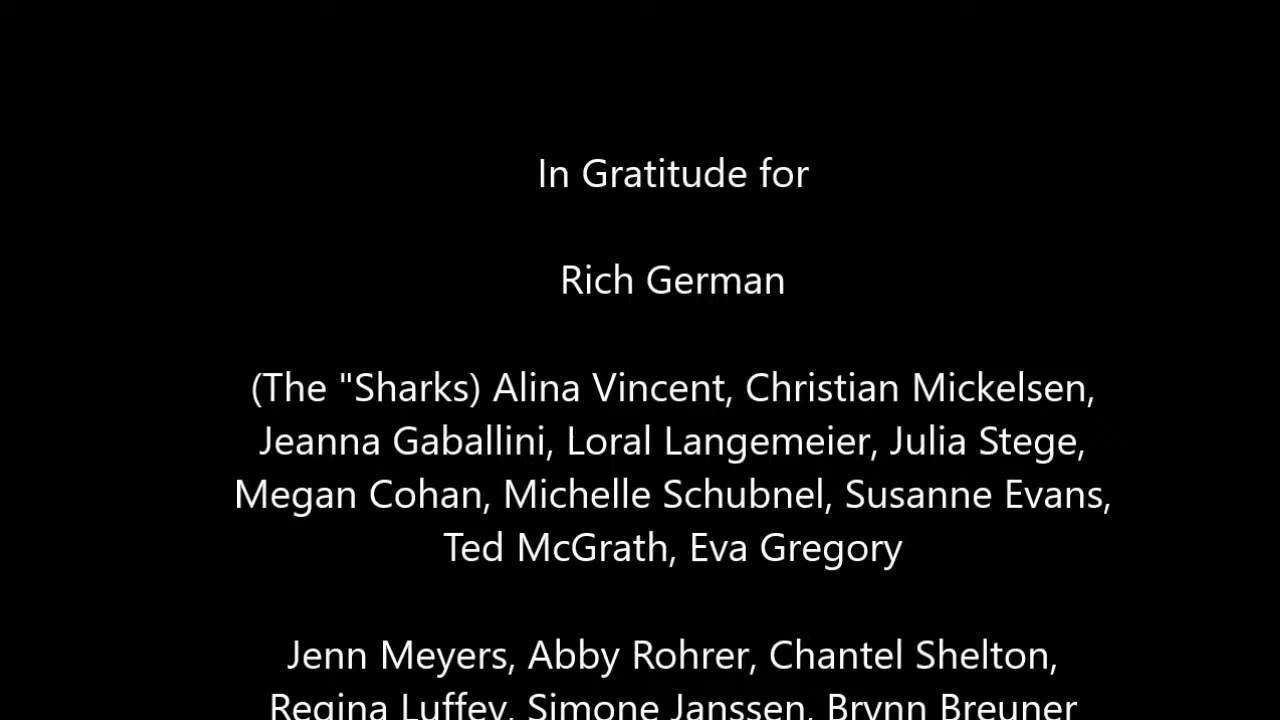 In Gratitude for
Rich German
(The "Sharks) Alina Vincent, Christian Mickelsen,
Jeanna Gaballini, Loral Langemeier, Julia Stege,
Megan Cohan, Michelle Schubnel, Susanne Evans,
Ted McGrath, Eva Gregory
Jenn Meyers, Abby Rohrer, Chantel Shelton,
Regina Luffey, Simone Janssen, Brynn Breuner